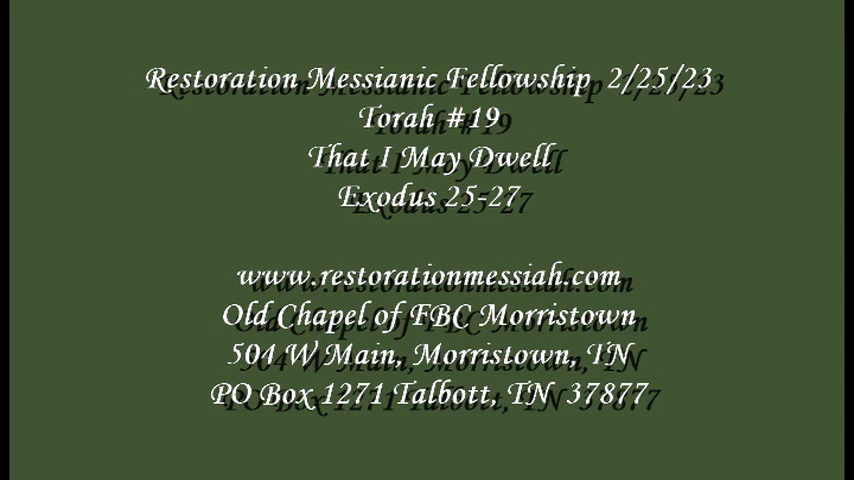 Restoration Messianic Fellowship 2/25/23
Torah #19
That I May Dwell
Exodus 25-27
www.restorationmessiah.com
Old Chapel of FBC Morristown
504 W Main, Morristown, TN
PO Box 1271 Talbott, TN 37877